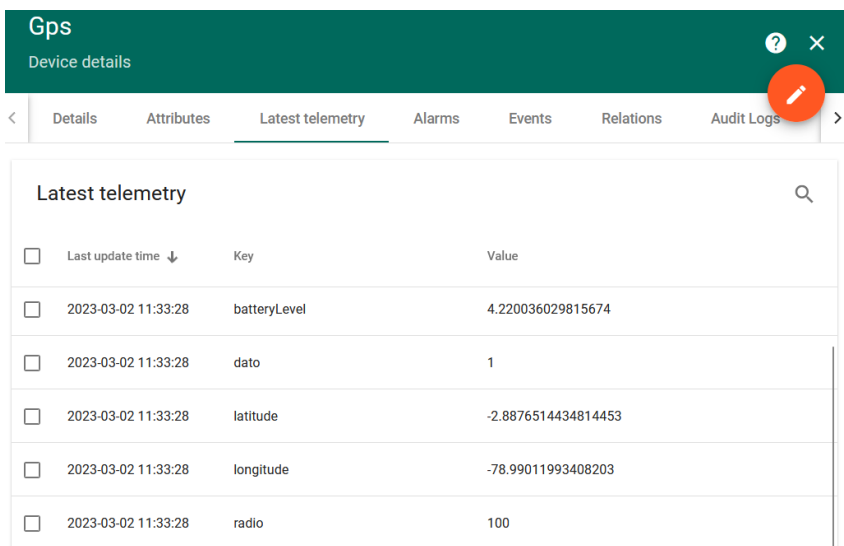 Gps
Device details
Details Attributes Latest telemetry Alarms Events Relations Audit Logs
Latest telemetry
Last update time Key Value
2023-03-02 11:33:28 batteryLevel 4.220036029815674
2023-03-02 11:33:28 dato 1
2023-03-02 11:33:28 latitude -2.8876514434814453
2023-03-02 11:33:28 longitude -78.99011993408203
2023-03-02 11:33:28 radio 100